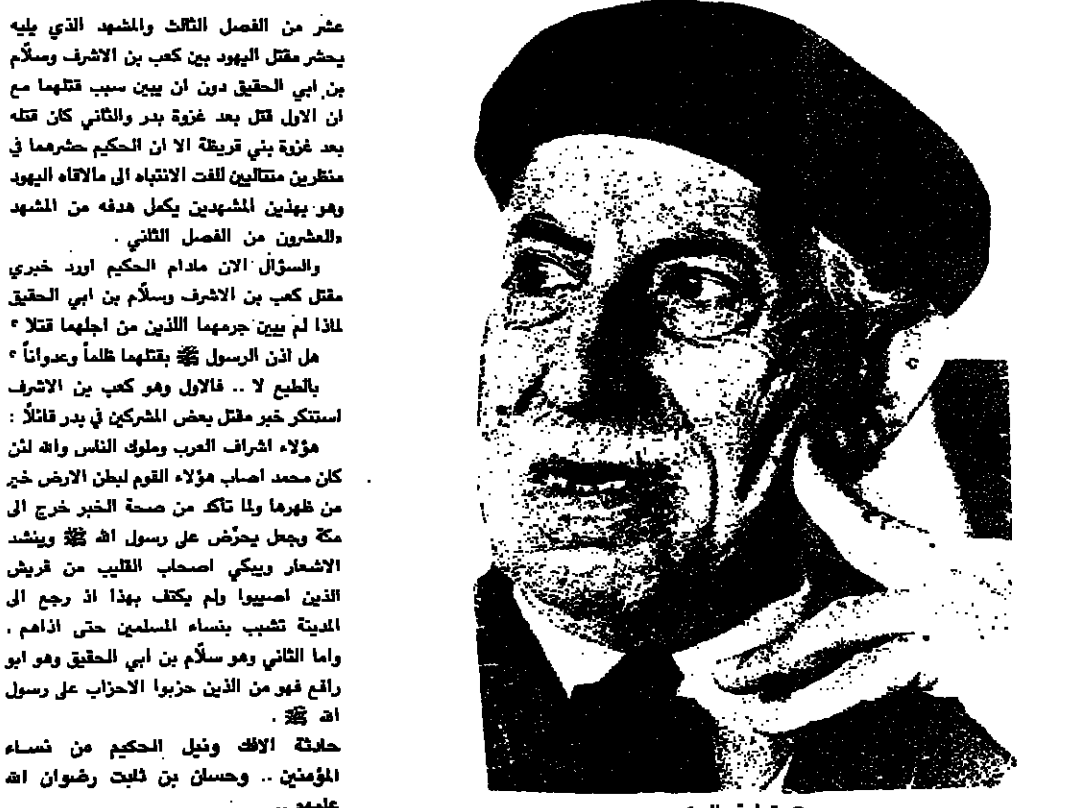 عشر من الفصل الثالث والمشهد الذي يليه
يحشر مقتل اليهود بين كعب بن الاشرف وسلّام
بن ابي الحقيق دون ان يبين سبب قتلهما مع
ان الاول قتل بعد غزوة بدر والثاني كان قتله
بعد غزوة بني قريظة الا ان الحكيم حشرهما في
منظرين متتاليين للفت الانتباه الى مالاقاه اليهود
وهو بهذين المشهدين يكمل هدفه من المشهد
والعشرون من الفصل الثاني .
والسؤال الان مادام الحكيم اورد خبري
مقتل كعب بن الاشرف وسلّام بن ابي الحقيق
لماذا لم يبين جرمهما اللذين من اجلهما قتلا ؟
هل اذن الرسول ﷺ بقتلهما ظلماً وعدواناً ؟
بالطبع لا .. فالاول وهو كعب بن الاشرف
استنكر خبر مقتل بعض المشركين في بدر قائلاً :
هؤلاء اشراف العرب وملوك الناس والله لئن
كان محمد اصاب هؤلاء القوم لبطن الارض خير
من ظهرها ولما تأكد من صحة الخبر خرج الى
مكة وجعل يحرّض على رسول الله ﷺ وينشد
الاشعار ويبكي اصحاب القليب من قريش
الذين اصيبوا ولم يكتف بهذا اذ رجع الى
المدينة تشبب بنساء المسلمين حتى اذاهم .
واما الثاني وهو سلّام بن أبي الحقيق وهو ابو
رافع فهو من الذين حزبوا الاحزاب على رسول
الله ﷺ .
حادثة الافك ونيل الحكيم من نساء
المؤمنين .. وحسان بن ثابت رضوان الله
عليهم ..